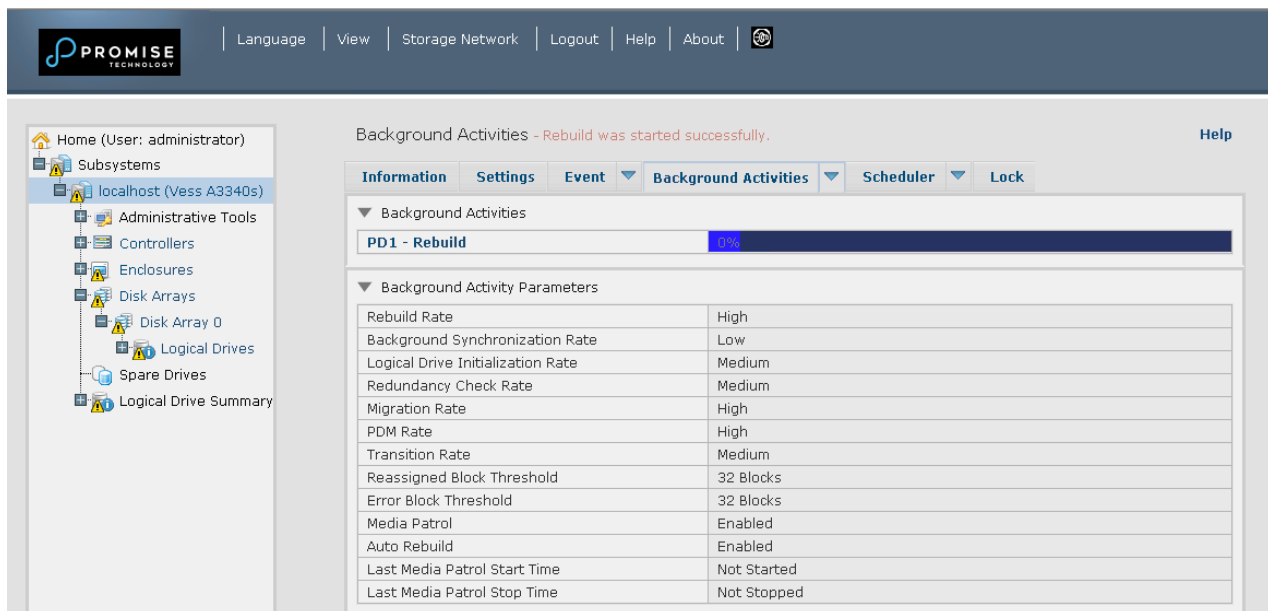 PROMISE
TECHNOLOGY
Language View Storage Network Logout Help About
Home (User: administrator)
Subsystems
localhost (Vess A3340s)
Administrative Tools
Controllers
Enclosures
Disk Arrays
Disk Array 0
Logical Drives
Spare Drives
Logical Drive Summary
Background Activities - Rebuild was started successfully. Help
Information Settings Event Background Activities Scheduler Lock
Background Activities
PD1 - Rebuild 0%
Background Activity Parameters
Rebuild Rate High
Background Synchronization Rate Low
Logical Drive Initialization Rate Medium
Redundancy Check Rate Medium
Migration Rate High
PDM Rate High
Transition Rate Medium
Reassigned Block Threshold 32 Blocks
Error Block Threshold 32 Blocks
Media Patrol Enabled
Auto Rebuild Enabled
Last Media Patrol Start Time Not Started
Last Media Patrol Stop Time Not Stopped